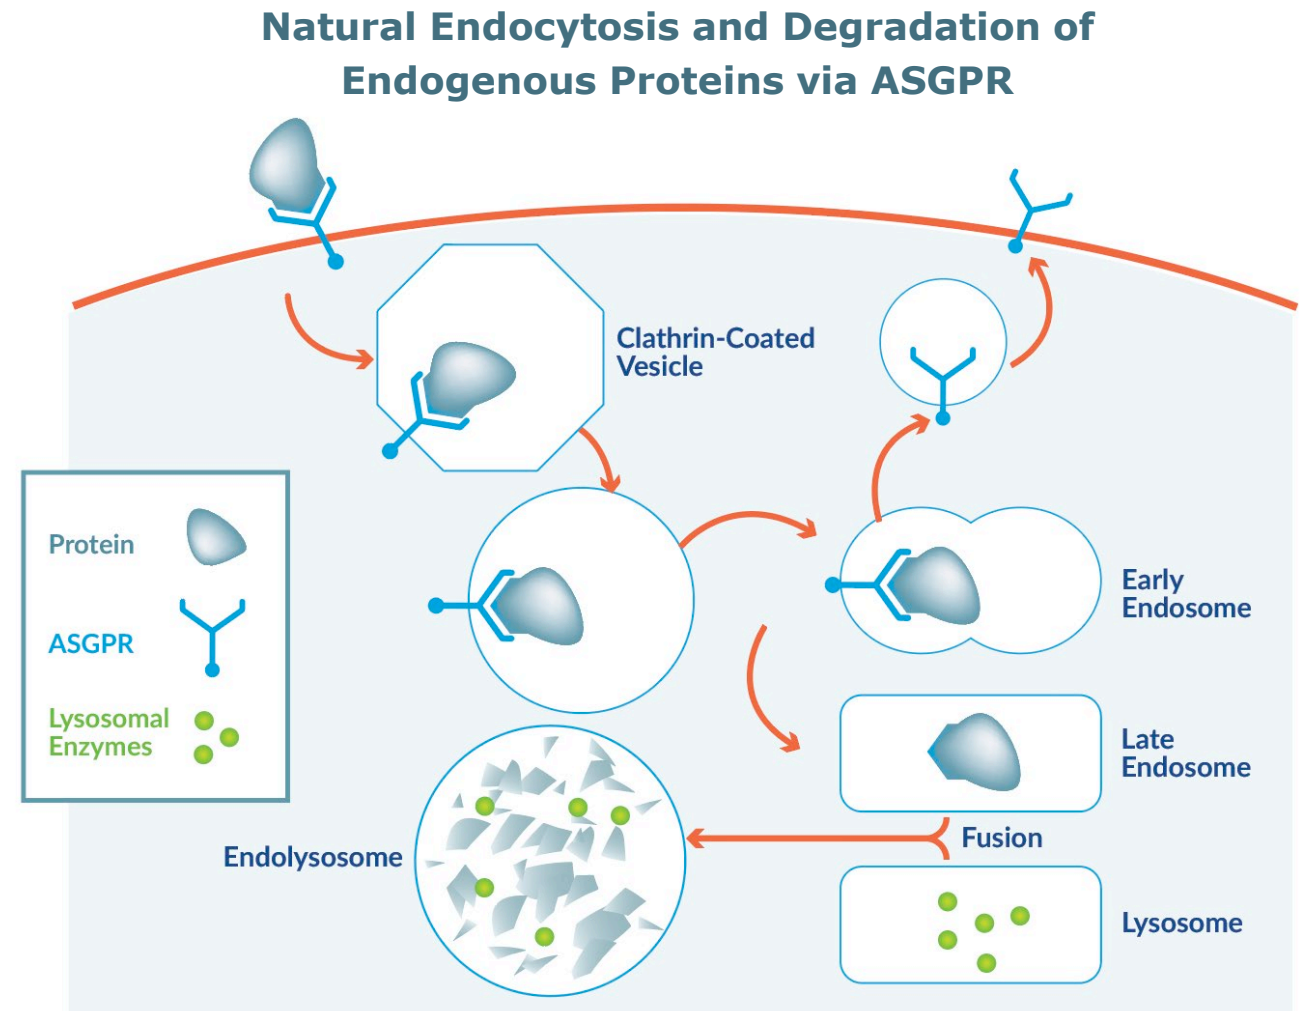 Natural Endocytosis and Degradation of
Endogenous Proteins via ASGPR
Clathrin-Coated
Vesicle
Protein
ASGPR
Lysosomal
Enzymes
Early
Endosome
Late
Endosome
Fusion
Endolysosome
Lysosome